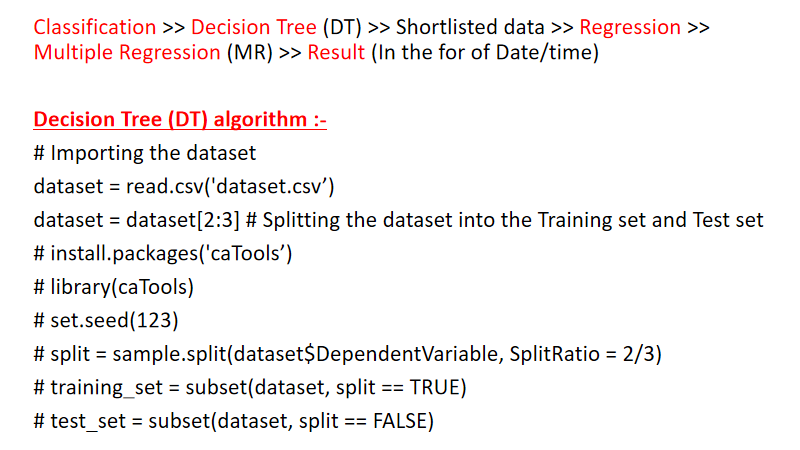 Classification >> Decision Tree (DT) >> Shortlisted data >> Regression >>
Multiple Regression (MR) >> Result (In the for of Date/time)
Decision Tree (DT) algorithm :-
# Importing the dataset
dataset = read.csv('dataset.csv’)
dataset = dataset[2:3] # Splitting the dataset into the Training set and Test set
# install.packages('caTools’)
# library(caTools)
# set.seed(123)
# split = sample.split(dataset$DependentVariable, SplitRatio = 2/3)
# training_set = subset(dataset, split == TRUE)
# test_set = subset(dataset, split == FALSE)